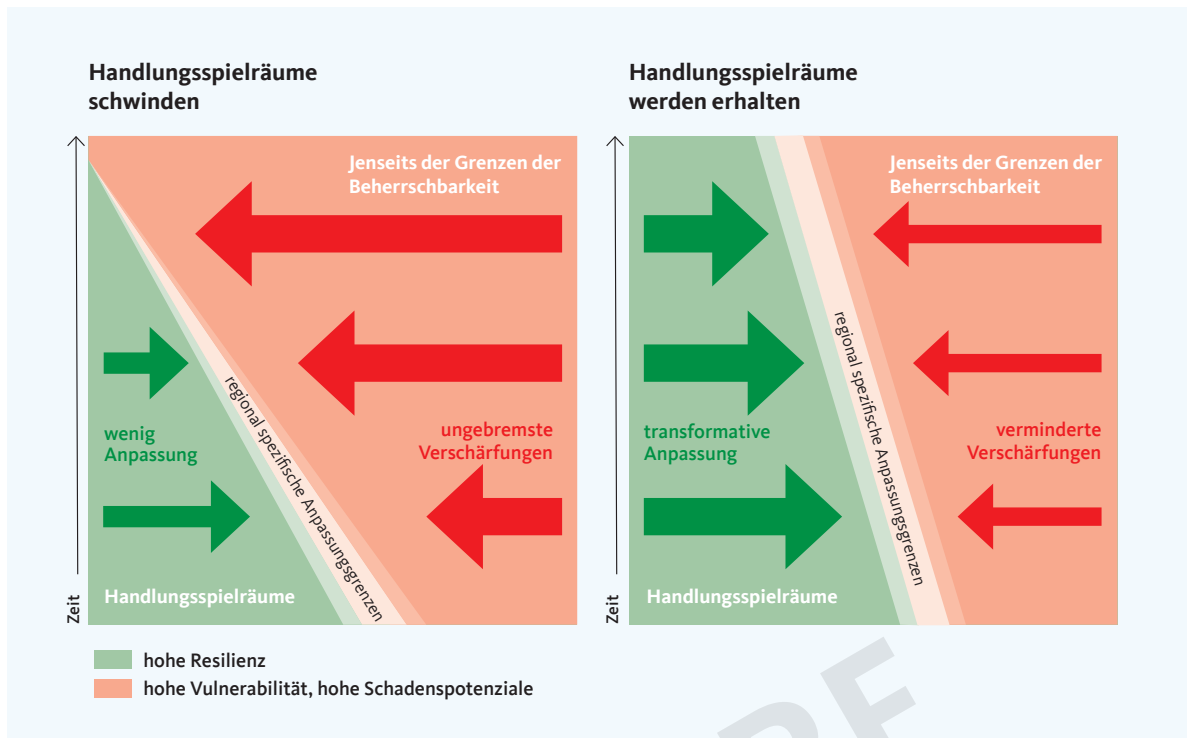 Handlungsspielräume
schwinden
Jenseits der Grenzen der
Beherrschbarkeit
regional spezifische Anpassungsgrenzen
wenig
Anpassung
ungebremste
Verschärfungen
Handlungsspielräume
Zeit
Handlungsspielräume
werden erhalten
Jenseits der Grenzen der
Beherrschbarkeit
regional spezifische Anpassungsgrenzen
transformative
Anpassung
verminderte
Verschärfungen
Handlungsspielräume
Zeit
hohe Resilienz
hohe Vulnerabilität, hohe Schadenspotenziale